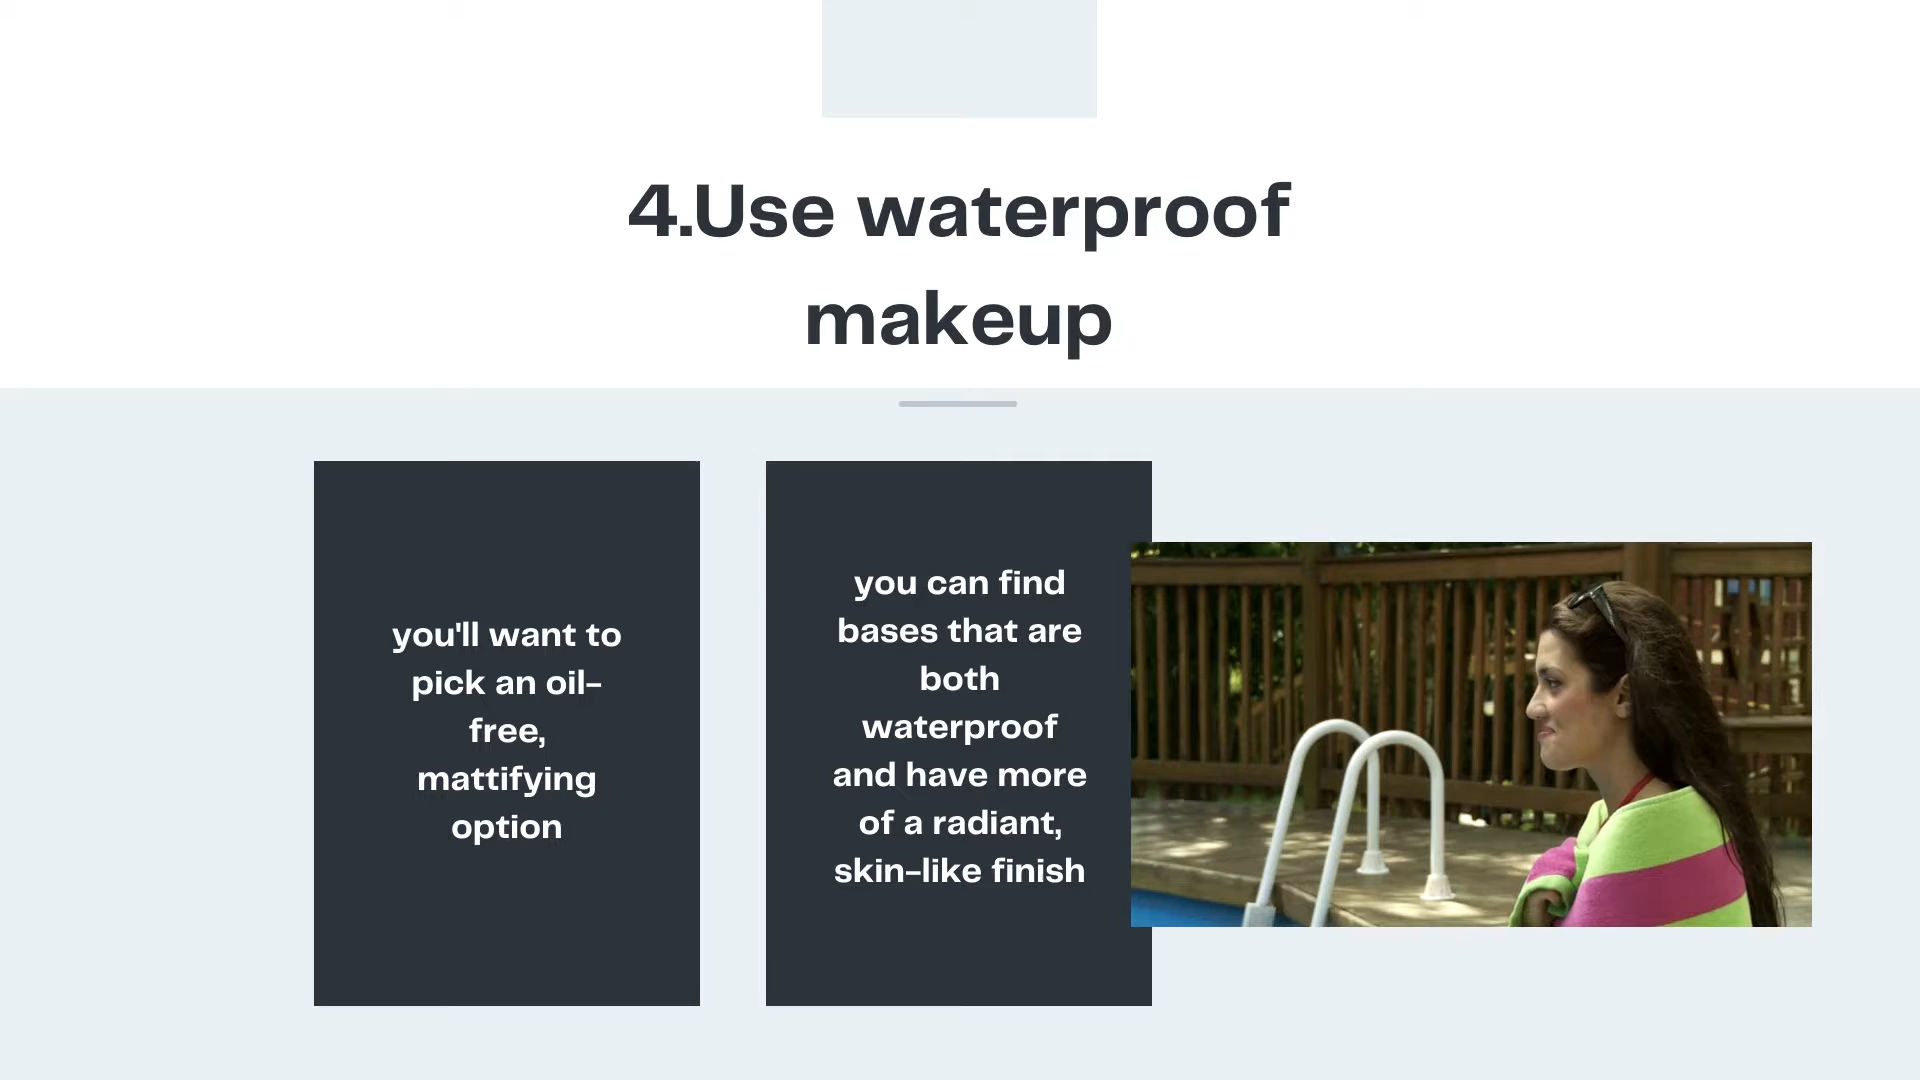 4.Use waterproof
makeup
you'll want to
pick an oil-
free,
mattifying
option
you can find
bases that are
both
waterproof
and have more
of a radiant,
skin-like finish